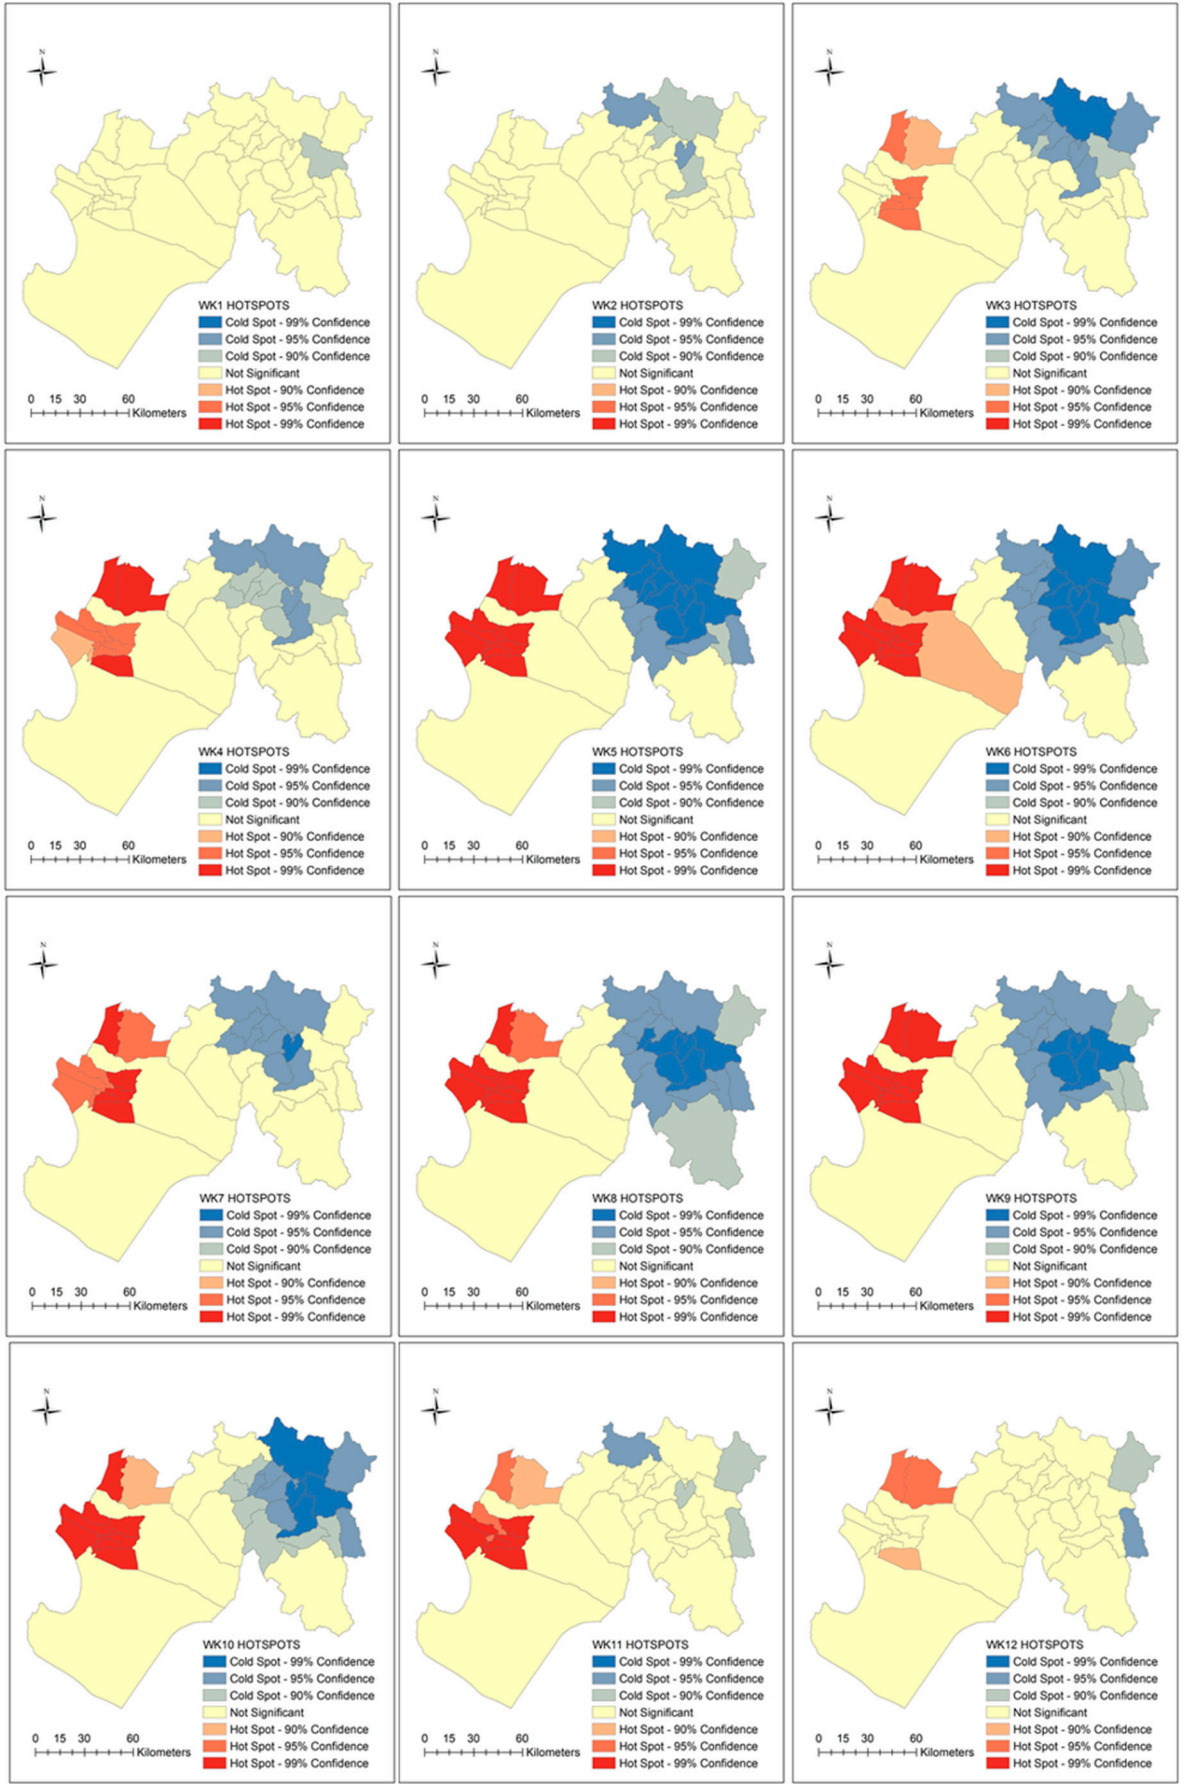 N
WK1 HOTSPOTS
Cold Spot - 99% Confidence
Cold Spot - 95% Confidence
Cold Spot - 90% Confidence
Not Significant
Hot Spot - 90% Confidence
Hot Spot - 95% Confidence
Hot Spot - 99% Confidence
0 15 30 60
Kilometers
N
WK2 HOTSPOTS
Cold Spot - 99% Confidence
Cold Spot - 95% Confidence
Cold Spot - 90% Confidence
Not Significant
Hot Spot - 90% Confidence
Hot Spot - 95% Confidence
Hot Spot - 99% Confidence
0 15 30 60
Kilometers
N
WK3 HOTSPOTS
Cold Spot - 99% Confidence
Cold Spot - 95% Confidence
Cold Spot - 90% Confidence
Not Significant
Hot Spot - 90% Confidence
Hot Spot - 95% Confidence
Hot Spot - 99% Confidence
0 15 30 60
Kilometers
N
WK4 HOTSPOTS
Cold Spot - 99% Confidence
Cold Spot - 95% Confidence
Cold Spot - 90% Confidence
Not Significant
Hot Spot - 90% Confidence
Hot Spot - 95% Confidence
Hot Spot - 99% Confidence
0 15 30 60
Kilometers
N
WK5 HOTSPOTS
Cold Spot - 99% Confidence
Cold Spot - 95% Confidence
Cold Spot - 90% Confidence
Not Significant
Hot Spot - 90% Confidence
Hot Spot - 95% Confidence
Hot Spot - 99% Confidence
0 15 30 60
Kilometers
N
WK6 HOTSPOTS
Cold Spot - 99% Confidence
Cold Spot - 95% Confidence
Cold Spot - 90% Confidence
Not Significant
Hot Spot - 90% Confidence
Hot Spot - 95% Confidence
Hot Spot - 99% Confidence
0 15 30 60
Kilometers
N
WK7 HOTSPOTS
Cold Spot - 99% Confidence
Cold Spot - 95% Confidence
Cold Spot - 90% Confidence
Not Significant
Hot Spot - 90% Confidence
Hot Spot - 95% Confidence
Hot Spot - 99% Confidence
0 15 30 60
Kilometers
N
WK8 HOTSPOTS
Cold Spot - 99% Confidence
Cold Spot - 95% Confidence
Cold Spot - 90% Confidence
Not Significant
Hot Spot - 90% Confidence
Hot Spot - 95% Confidence
Hot Spot - 99% Confidence
0 15 30 60
Kilometers
N
WK9 HOTSPOTS
Cold Spot - 99% Confidence
Cold Spot - 95% Confidence
Cold Spot - 90% Confidence
Not Significant
Hot Spot - 90% Confidence
Hot Spot - 95% Confidence
Hot Spot - 99% Confidence
0 15 30 60
Kilometers
N
WK10 HOTSPOTS
Cold Spot - 99% Confidence
Cold Spot - 95% Confidence
Cold Spot - 90% Confidence
Not Significant
Hot Spot - 90% Confidence
Hot Spot - 95% Confidence
Hot Spot - 99% Confidence
0 15 30 60
Kilometers
N
WK11 HOTSPOTS
Cold Spot - 99% Confidence
Cold Spot - 95% Confidence
Cold Spot - 90% Confidence
Not Significant
Hot Spot - 90% Confidence
Hot Spot - 95% Confidence
Hot Spot - 99% Confidence
0 15 30 60
Kilometers
N
WK12 HOTSPOTS
Cold Spot - 99% Confidence
Cold Spot - 95% Confidence
Cold Spot - 90% Confidence
Not Significant
Hot Spot - 90% Confidence
Hot Spot - 95% Confidence
Hot Spot - 99% Confidence
0 15 30 60
Kilometers